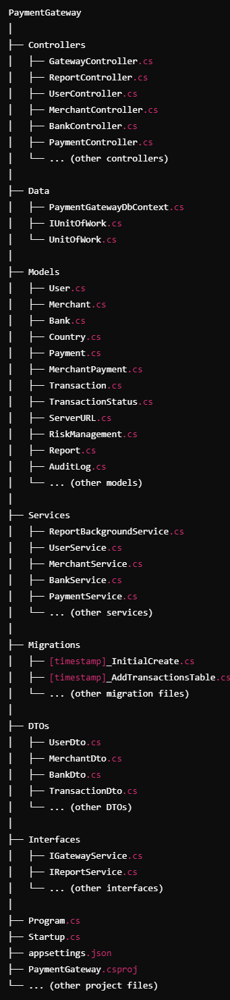 PaymentGateway
│
├── Controllers
│   ├── GatewayController.cs
│   ├── ReportController.cs
│   ├── UserController.cs
│   ├── MerchantController.cs
│   ├── BankController.cs
│   ├── PaymentController.cs
│   └── ... (other controllers)
│
├── Data
│   ├── PaymentGatewayDbContext.cs
│   ├── IUnitOfWork.cs
│   └── UnitOfWork.cs
│
├── Models
│   ├── User.cs
│   ├── Merchant.cs
│   ├── Bank.cs
│   ├── Country.cs
│   ├── Payment.cs
│   ├── MerchantPayment.cs
│   ├── Transaction.cs
│   ├── TransactionStatus.cs
│   ├── ServerURL.cs
│   ├── RiskManagement.cs
│   ├── Report.cs
│   ├── AuditLog.cs
│   └── ... (other models)
│
├── Services
│   ├── ReportBackgroundService.cs
│   ├── UserService.cs
│   ├── MerchantService.cs
│   ├── BankService.cs
│   ├── PaymentService.cs
│   └── ... (other services)
│
├── Migrations
│   ├── [timestamp]_InitialCreate.cs
│   ├── [timestamp]_AddTransactionsTable.cs
│   └── ... (other migration files)
│
├── DTOs
│   ├── UserDto.cs
│   ├── MerchantDto.cs
│   ├── BankDto.cs
│   ├── TransactionDto.cs
│   └── ... (other DTOs)
│
├── Interfaces
│   ├── IGatewayService.cs
│   ├── IReportService.cs
│   └── ... (other interfaces)
│
├── Program.cs
├── Startup.cs
├── appsettings.json
├── PaymentGateway.csproj
└── ... (other project files)